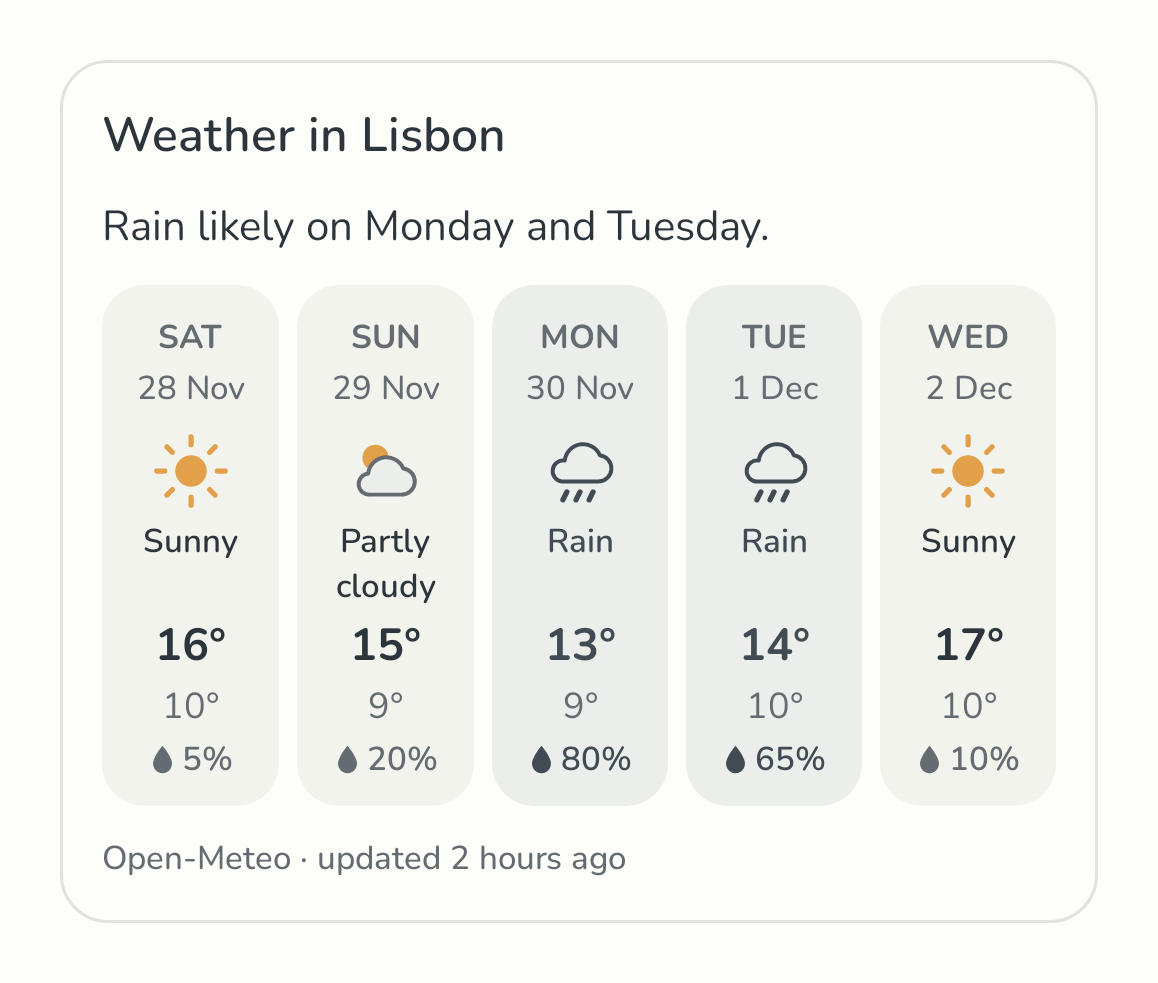 Weather in Lisbon
Rain likely on Monday and Tuesday.
SAT
28 Nov
Sunny
16°
10°
5%
SUN
29 Nov
Partly
cloudy
15°
9°
20%
MON
30 Nov
Rain
13°
9°
80%
TUE
1 Dec
Rain
14°
10°
65%
WED
2 Dec
Sunny
17°
10°
10%
Open-Meteo · updated 2 hours ago